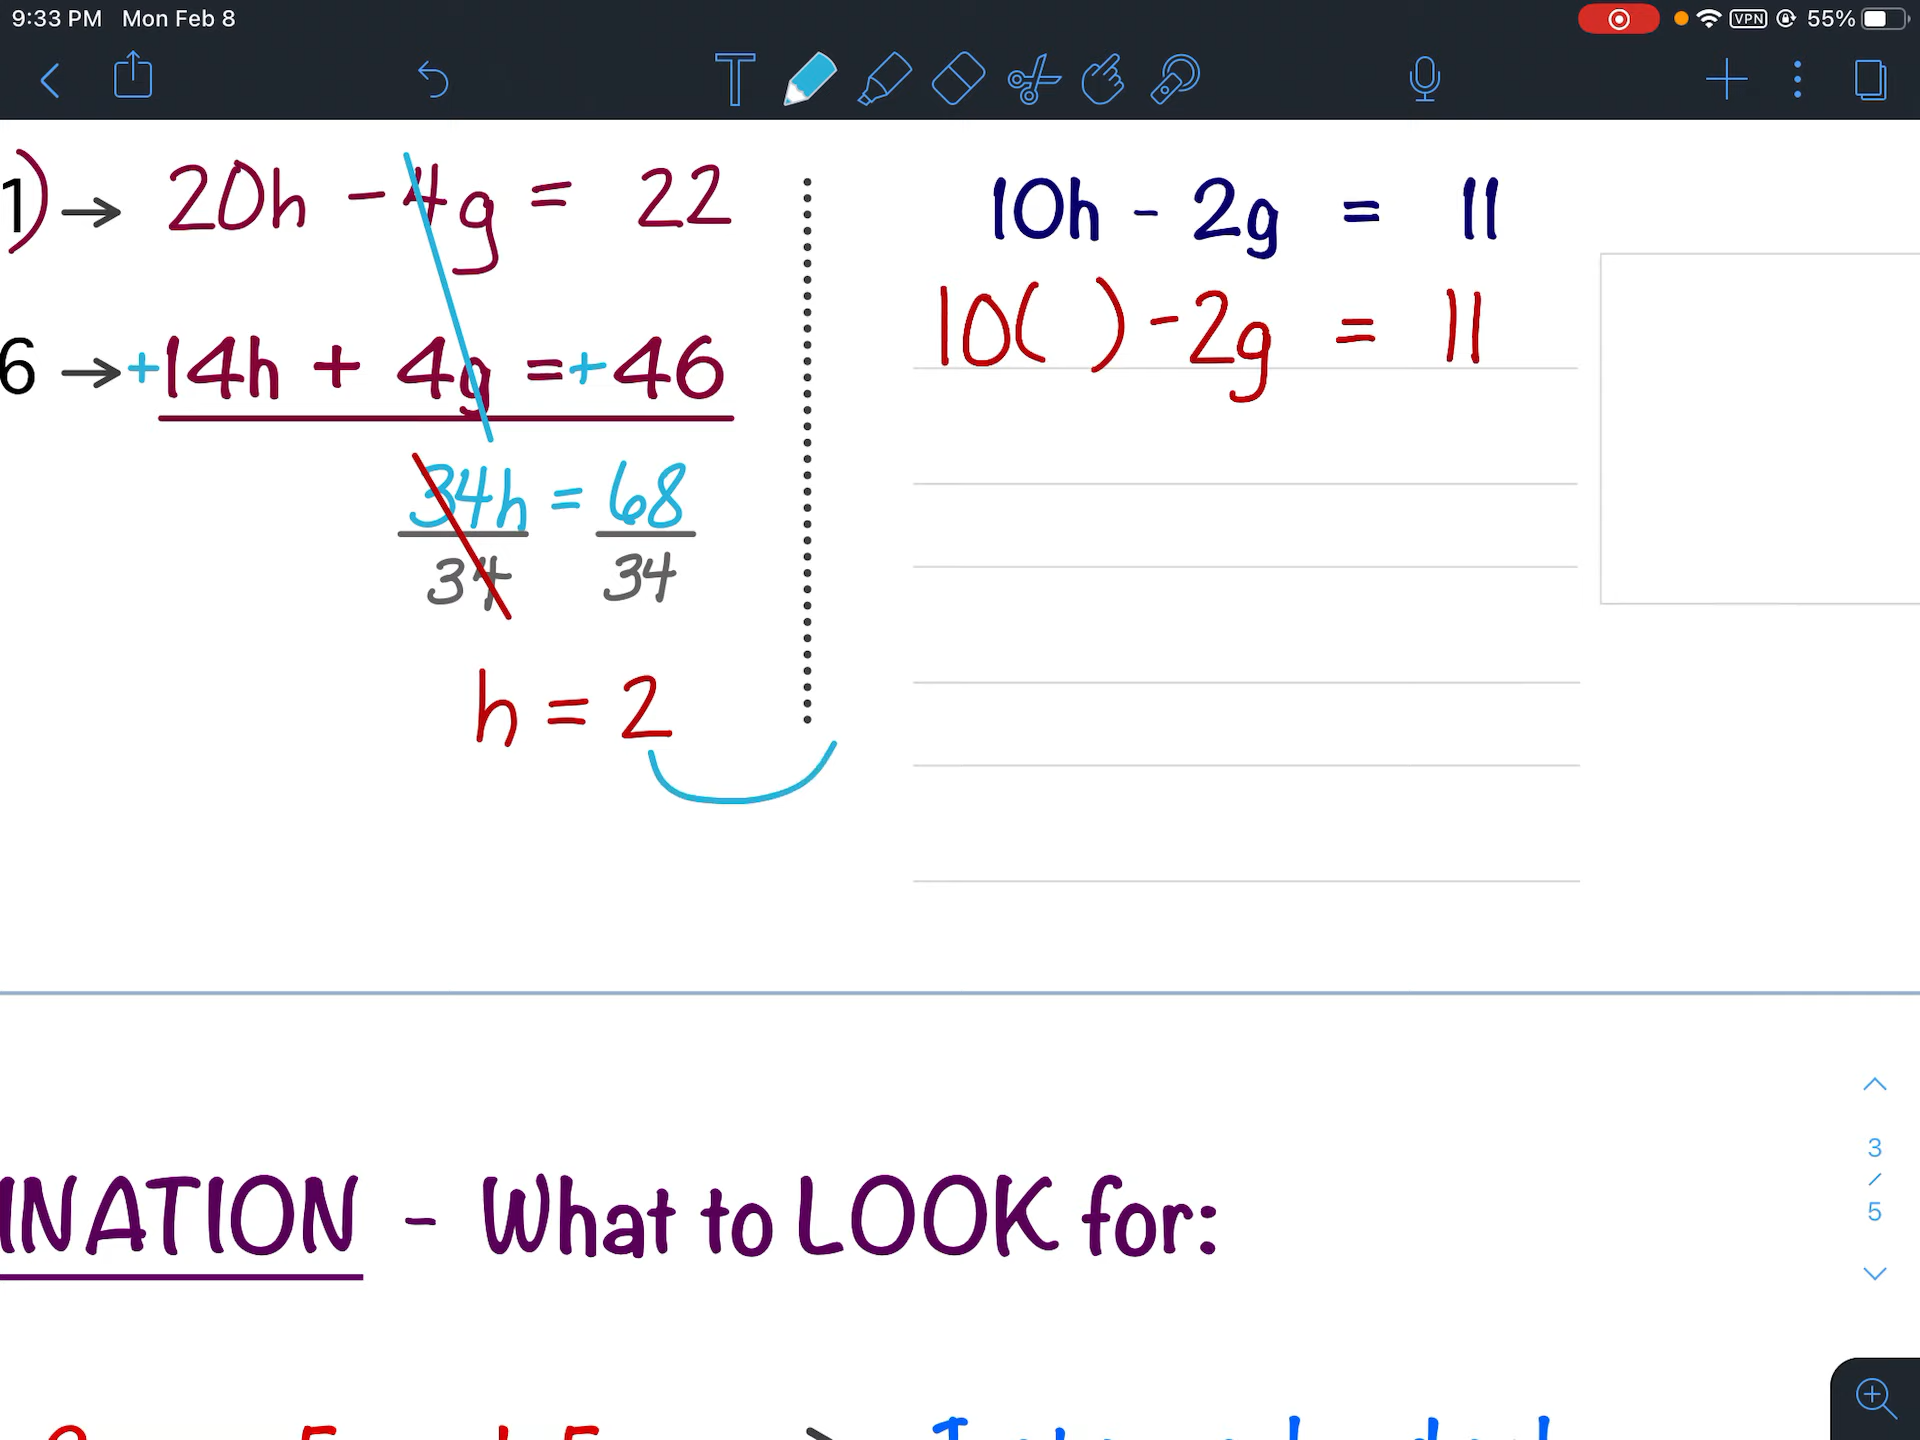 9:33 PM Mon Feb 8
VPN 55%
1) → 20h - 4g = 22
6 → +14h + 4g = +46
34h = 68
34 34
h = 2
10h - 2g = 11
10( ) - 2g = 11
3
/
5
INATION - What to LOOK for: